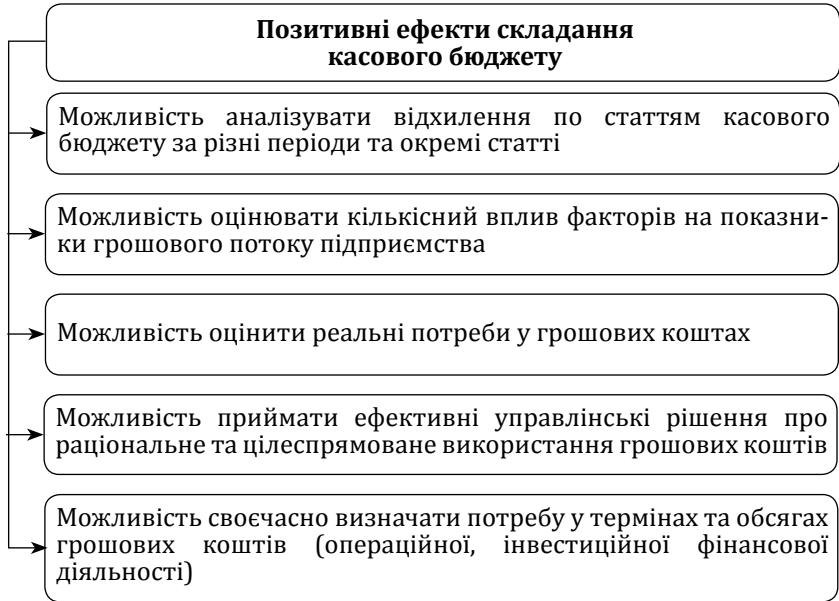 Позитивні ефекти складання
касового бюджету
Можливість аналізувати відхилення по статтям касового
бюджету за різні періоди та окремі статті
Можливість оцінювати кількісний вплив факторів на показни-
ки грошового потоку підприємства
Можливість оцінити реальні потреби у грошових коштах
Можливість приймати ефективні управлінські рішення про
раціональне та цілеспрямоване використання грошових коштів
Можливість своєчасно визначати потребу у термінах та обсягах
грошових коштів (операційної, інвестиційної фінансової
діяльності)